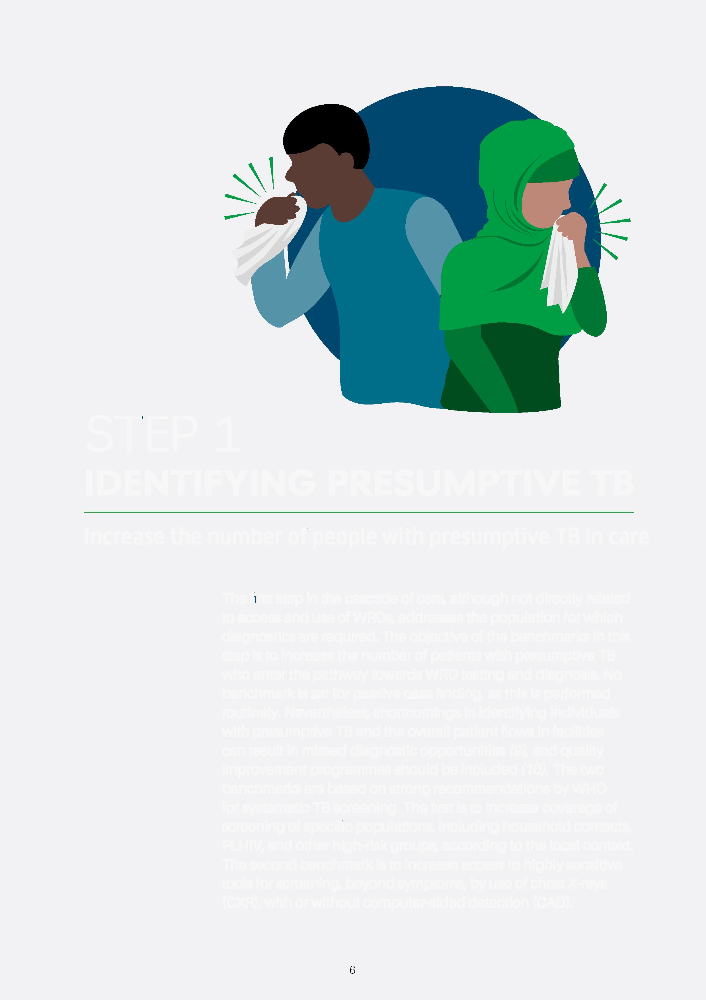 STEP 1
IDENTIFYING PRESUMPTIVE TB
Increase the number of people with presumptive TB in care
The first step in the cascade of care, although not directly related
to access and use of WRDs, addresses the population for which
diagnostics are required. The objective of the benchmarks in this
step is to increase the number of patients with presumptive TB
who enter the pathway towards WRD testing and diagnosis. No
benchmark is set for passive case finding, as this is performed
routinely. Nevertheless, shortcomings in identifying individuals
with presumptive TB and the overall patient flows in facilities
can result in missed diagnostic opportunities (9), and quality
improvement programmes should be included (10). The two
benchmarks are based on strong recommendations by WHO
for systematic TB screening. The first is to increase coverage of
screening of specific populations, including household contacts,
PLHIV, and other high-risk groups, according to the local context.
The second benchmark is to increase access to highly sensitive
tools for screening, beyond symptoms, by use of chest X-rays
(CXR), with or without computer-aided detection (CAD).
6